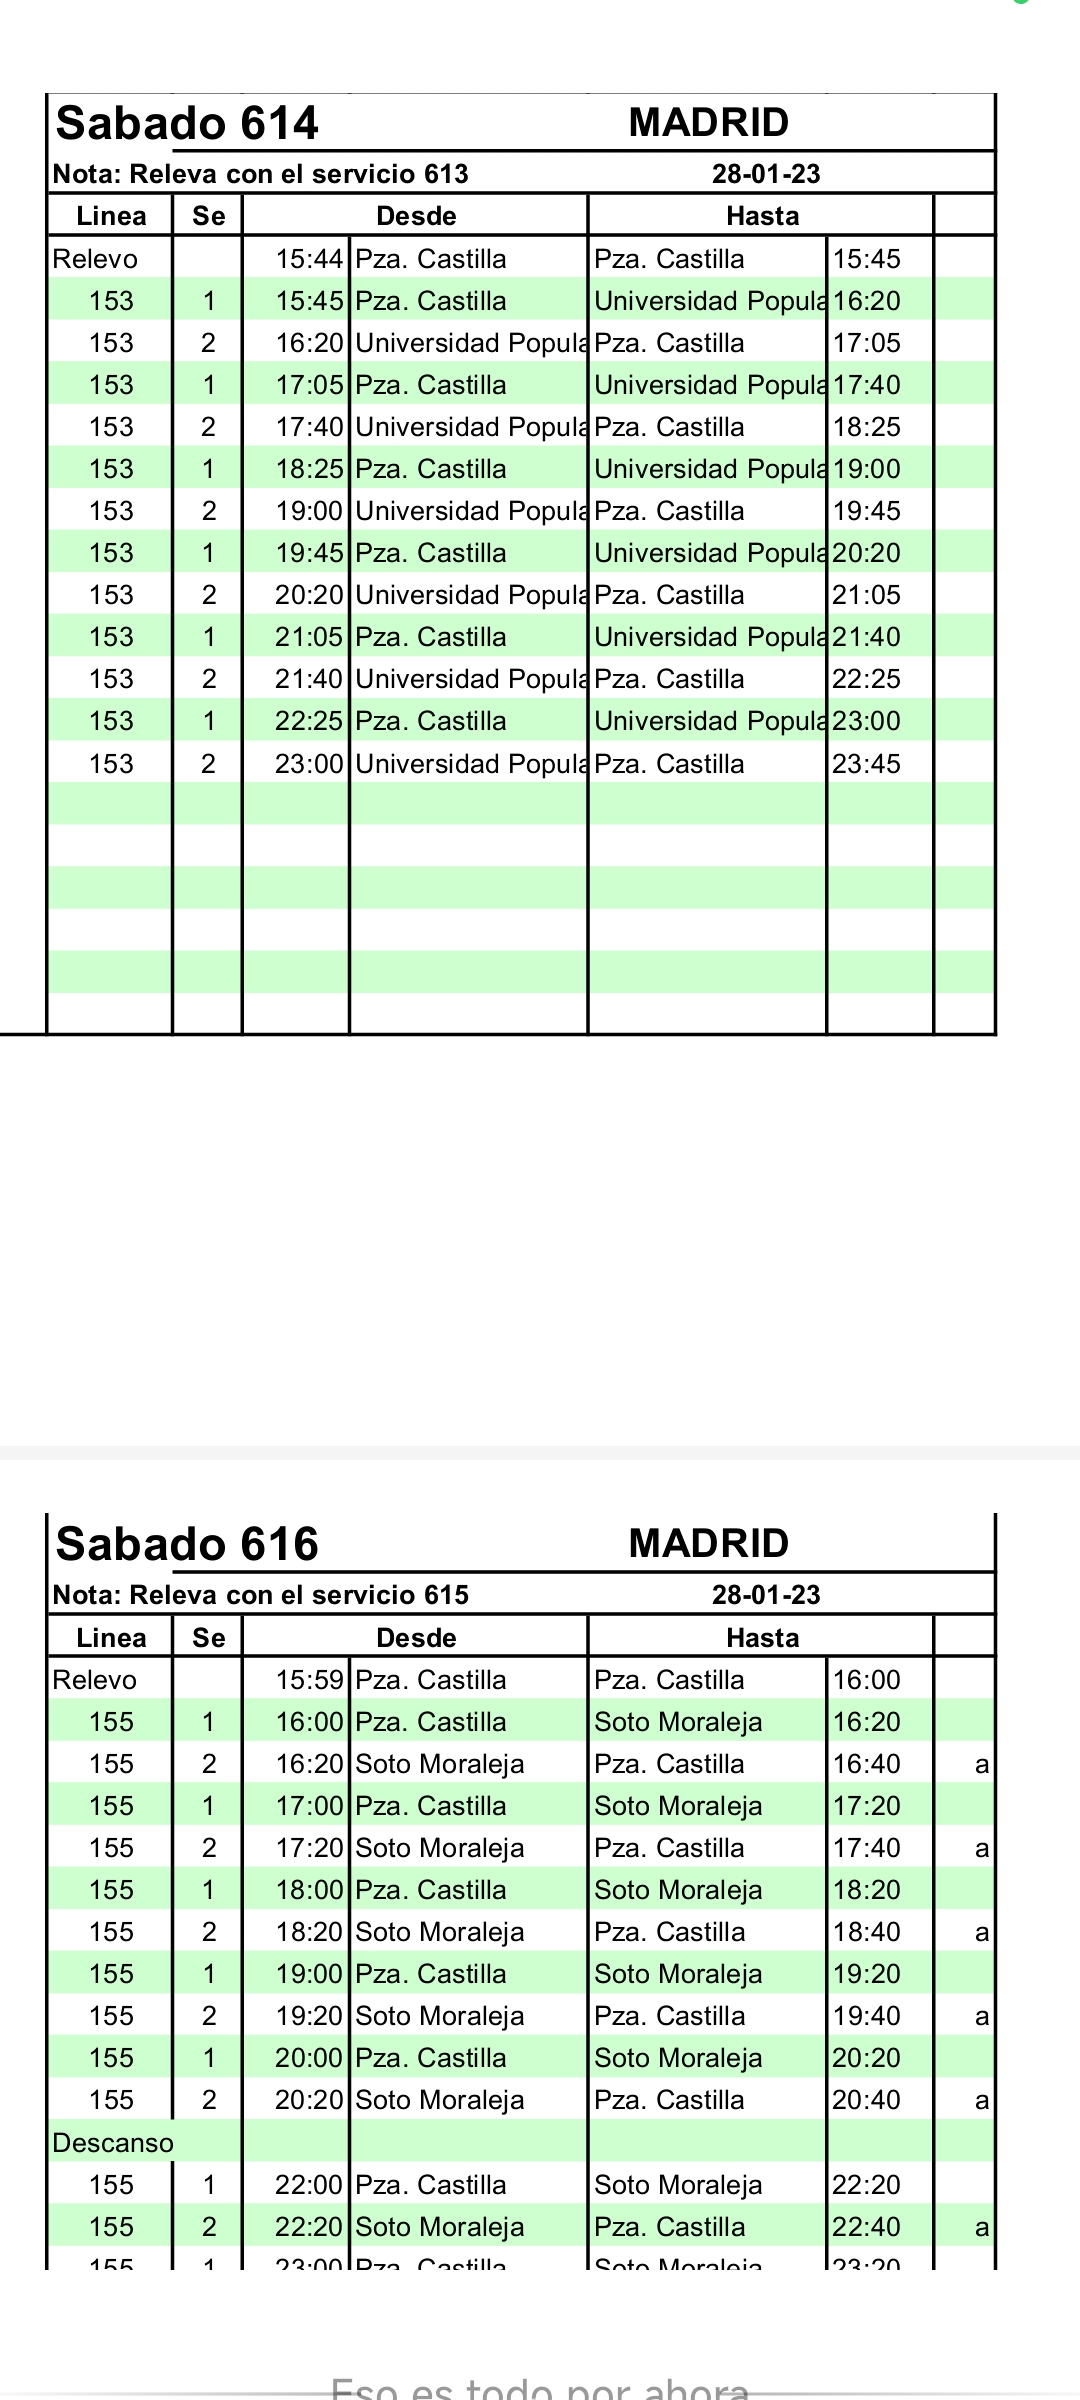 Sabado 614 MADRID
Nota: Releva con el servicio 613 28-01-23
Linea Se Desde Hasta
Relevo 15:44 Pza. Castilla Pza. Castilla 15:45
153 1 15:45 Pza. Castilla Universidad Popula 16:20
153 2 16:20 Universidad Popula Pza. Castilla 17:05
153 1 17:05 Pza. Castilla Universidad Popula 17:40
153 2 17:40 Universidad Popula Pza. Castilla 18:25
153 1 18:25 Pza. Castilla Universidad Popula 19:00
153 2 19:00 Universidad Popula Pza. Castilla 19:45
153 1 19:45 Pza. Castilla Universidad Popula 20:20
153 2 20:20 Universidad Popula Pza. Castilla 21:05
153 1 21:05 Pza. Castilla Universidad Popula 21:40
153 2 21:40 Universidad Popula Pza. Castilla 22:25
153 1 22:25 Pza. Castilla Universidad Popula 23:00
153 2 23:00 Universidad Popula Pza. Castilla 23:45
Sabado 616 MADRID
Nota: Releva con el servicio 615 28-01-23
Linea Se Desde Hasta
Relevo 15:59 Pza. Castilla Pza. Castilla 16:00
155 1 16:00 Pza. Castilla Soto Moraleja 16:20
155 2 16:20 Soto Moraleja Pza. Castilla 16:40 a
155 1 17:00 Pza. Castilla Soto Moraleja 17:20
155 2 17:20 Soto Moraleja Pza. Castilla 17:40 a
155 1 18:00 Pza. Castilla Soto Moraleja 18:20
155 2 18:20 Soto Moraleja Pza. Castilla 18:40 a
155 1 19:00 Pza. Castilla Soto Moraleja 19:20
155 2 19:20 Soto Moraleja Pza. Castilla 19:40 a
155 1 20:00 Pza. Castilla Soto Moraleja 20:20
155 2 20:20 Soto Moraleja Pza. Castilla 20:40 a
Descanso
155 1 22:00 Pza. Castilla Soto Moraleja 22:20
155 2 22:20 Soto Moraleja Pza. Castilla 22:40 a
155 1 23:00 Pza. Castilla Soto Moraleja 23:20
Eso es todo por ahora